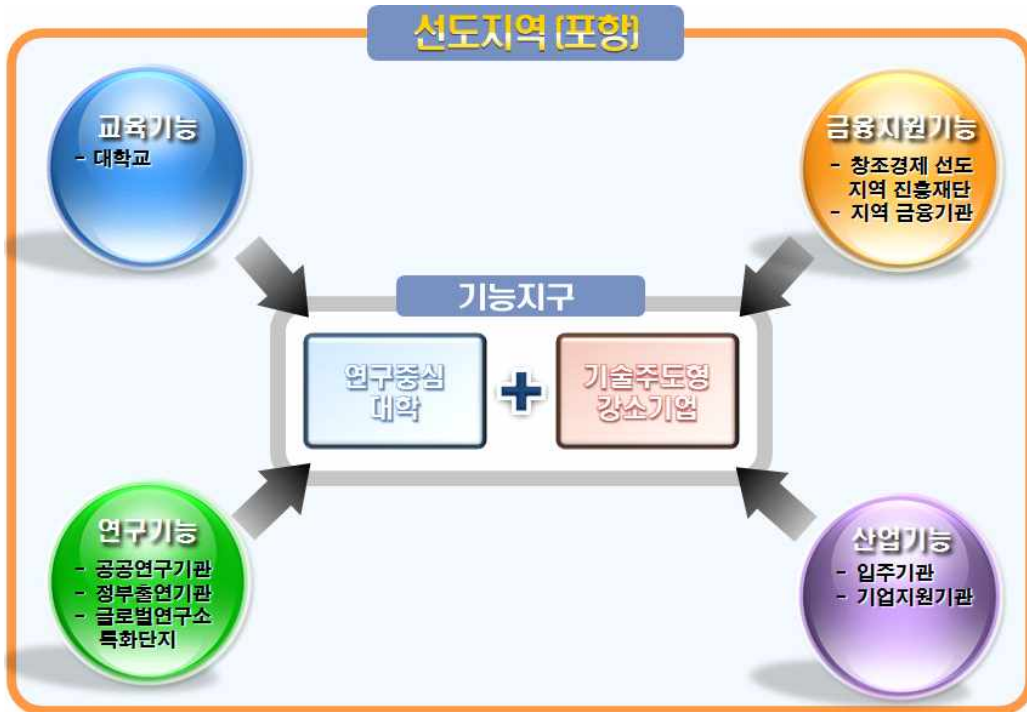 선도지역 (포항)
교육기능
- 대학교
금융지원기능
- 창조경제 선도
지역 진흥재단
- 지역 금융기관
기능지구
연구중심
대학
기술주도형
강소기업
연구기능
- 공공연구기관
- 정부출연기관
- 글로벌연구소
특화단지
산업기능
- 입주기관
- 기업지원기관